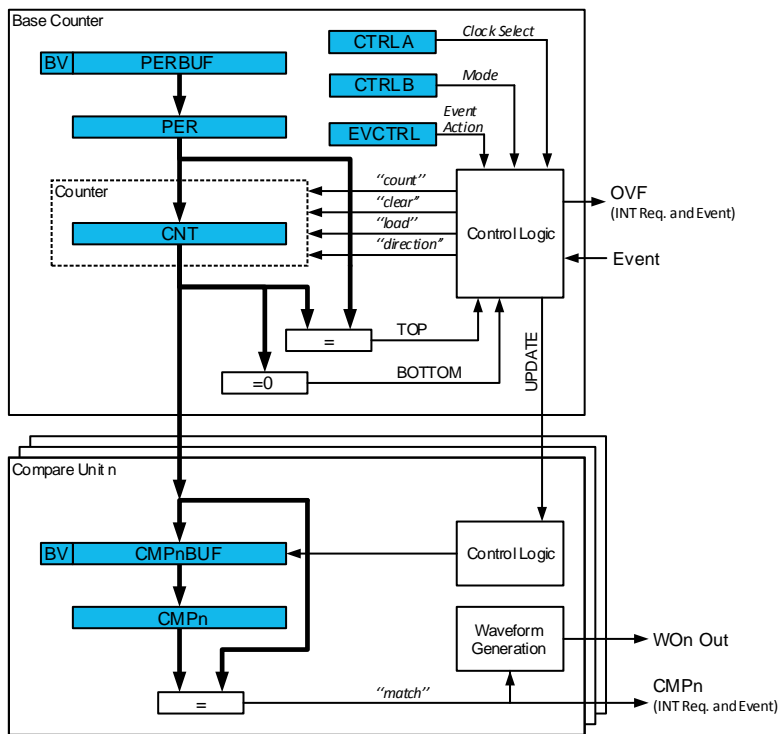 Base Counter
BV
PERBUF
PER
CTRLA
Clock Select
CTRLB
Mode
EVCTRL
Event
Action
Counter
CNT
"count"
"clear"
"load"
"direction"
Control Logic
OVF
(INT Req. and Event)
Event
=
TOP
=0
BOTTOM
UPDATE
Compare Unit n
BV
CMPnBUF
Control Logic
CMPn
Waveform
Generation
WOn Out
=
"match"
CMPn
(INT Req. and Event)